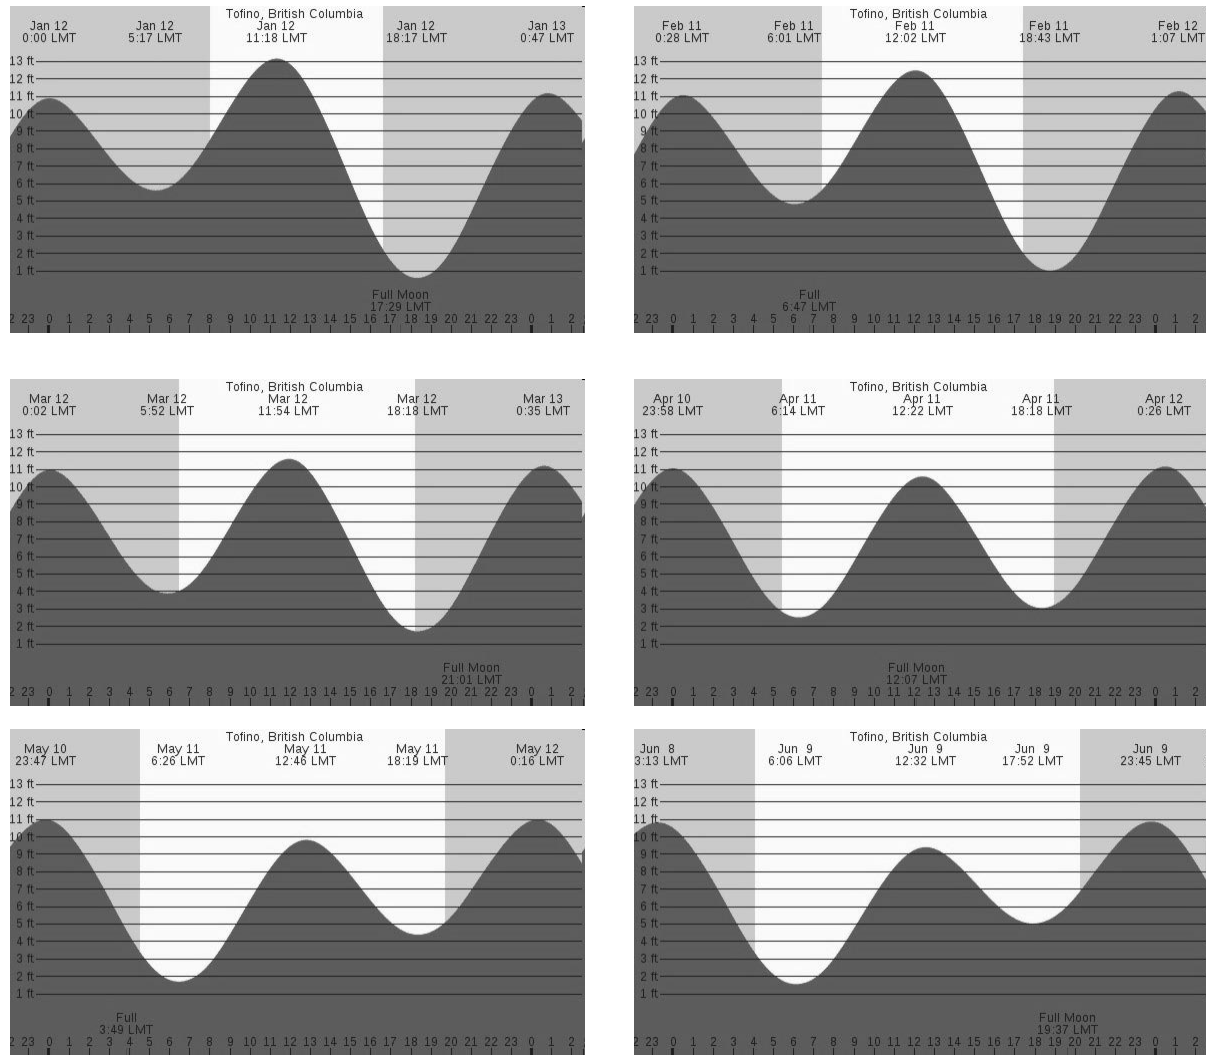 Tofino, British Columbia
Jan 12 Jan 12 Jan 12 Jan 12 Jan 13
0:00 LMT 5:17 LMT 11:18 LMT 18:17 LMT 0:47 LMT
13 ft
12 ft
11 ft
10 ft
9 ft
8 ft
7 ft
6 ft
5 ft
4 ft
3 ft
2 ft
1 ft
Full Moon
17:29 LMT
2 23 0 1 2 3 4 5 6 7 8 9 10 11 12 13 14 15 16 17 18 19 20 21 22 23 0 1 2
Tofino, British Columbia
Feb 11 Feb 11 Feb 11 Feb 11 Feb 12
0:28 LMT 6:01 LMT 12:02 LMT 18:43 LMT 1:07 LMT
13 ft
12 ft
11 ft
10 ft
9 ft
8 ft
7 ft
6 ft
5 ft
4 ft
3 ft
2 ft
1 ft
Full
6:47 LMT
2 23 0 1 2 3 4 5 6 7 8 9 10 11 12 13 14 15 16 17 18 19 20 21 22 23 0 1 2
Tofino, British Columbia
Mar 12 Mar 12 Mar 12 Mar 12 Mar 13
0:02 LMT 5:52 LMT 11:54 LMT 18:18 LMT 0:35 LMT
13 ft
12 ft
11 ft
10 ft
9 ft
8 ft
7 ft
6 ft
5 ft
4 ft
3 ft
2 ft
1 ft
Full Moon
21:01 LMT
2 23 0 1 2 3 4 5 6 7 8 9 10 11 12 13 14 15 16 17 18 19 20 21 22 23 0 1 2
Tofino, British Columbia
Apr 10 Apr 11 Apr 11 Apr 11 Apr 12
23:58 LMT 6:14 LMT 12:22 LMT 18:18 LMT 0:26 LMT
13 ft
12 ft
11 ft
10 ft
9 ft
8 ft
7 ft
6 ft
5 ft
4 ft
3 ft
2 ft
1 ft
Full Moon
12:07 LMT
2 23 0 1 2 3 4 5 6 7 8 9 10 11 12 13 14 15 16 17 18 19 20 21 22 23 0 1 2
Tofino, British Columbia
May 10 May 11 May 11 May 11 May 12
23:47 LMT 6:26 LMT 12:46 LMT 18:19 LMT 0:16 LMT
13 ft
12 ft
11 ft
10 ft
9 ft
8 ft
7 ft
6 ft
5 ft
4 ft
3 ft
2 ft
1 ft
Full
3:49 LMT
2 23 0 1 2 3 4 5 6 7 8 9 10 11 12 13 14 15 16 17 18 19 20 21 22 23 0 1 2
Tofino, British Columbia
Jun 8 Jun 9 Jun 9 Jun 9 Jun 9
3:13 LMT 6:06 LMT 12:32 LMT 17:52 LMT 23:45 LMT
13 ft
12 ft
11 ft
10 ft
9 ft
8 ft
7 ft
6 ft
5 ft
4 ft
3 ft
2 ft
1 ft
Full Moon
19:37 LMT
2 23 0 1 2 3 4 5 6 7 8 9 10 11 12 13 14 15 16 17 18 19 20 21 22 23 0 1 2